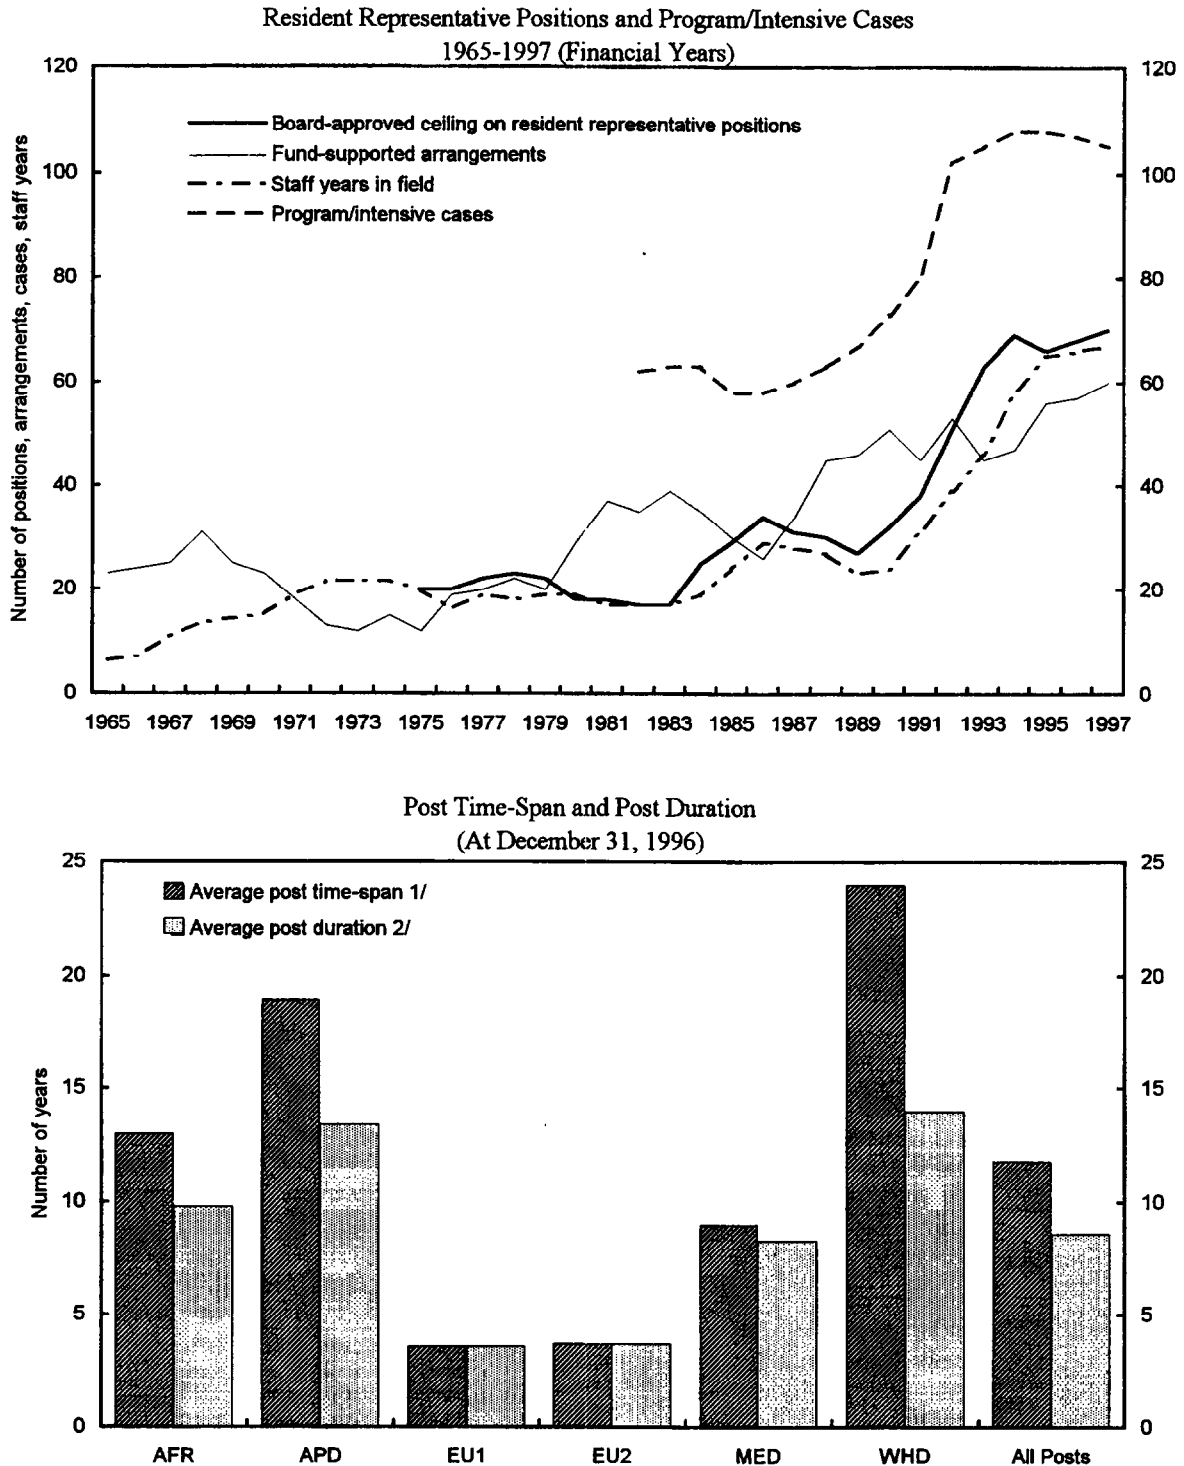 Resident Representative Positions and Program/Intensive Cases
1965-1997 (Financial Years)
120 120
Board-approved ceiling on resident representative positions
Fund-supported arrangements
Staff years in field
Program/intensive cases
Number of positions, arrangements, cases, staff years
100 100
80 80
60 60
40 40
20 20
0 0
1965 1967 1969 1971 1973 1975 1977 1979 1981 1983 1985 1987 1989 1991 1993 1995 1997
Post Time-Span and Post Duration
(At December 31, 1996)
25 25
Average post time-span 1/
Average post duration 2/
Number of years
20 20
15 15
10 10
5 5
0 0
AFR APD EU1 EU2 MED WHD All Posts